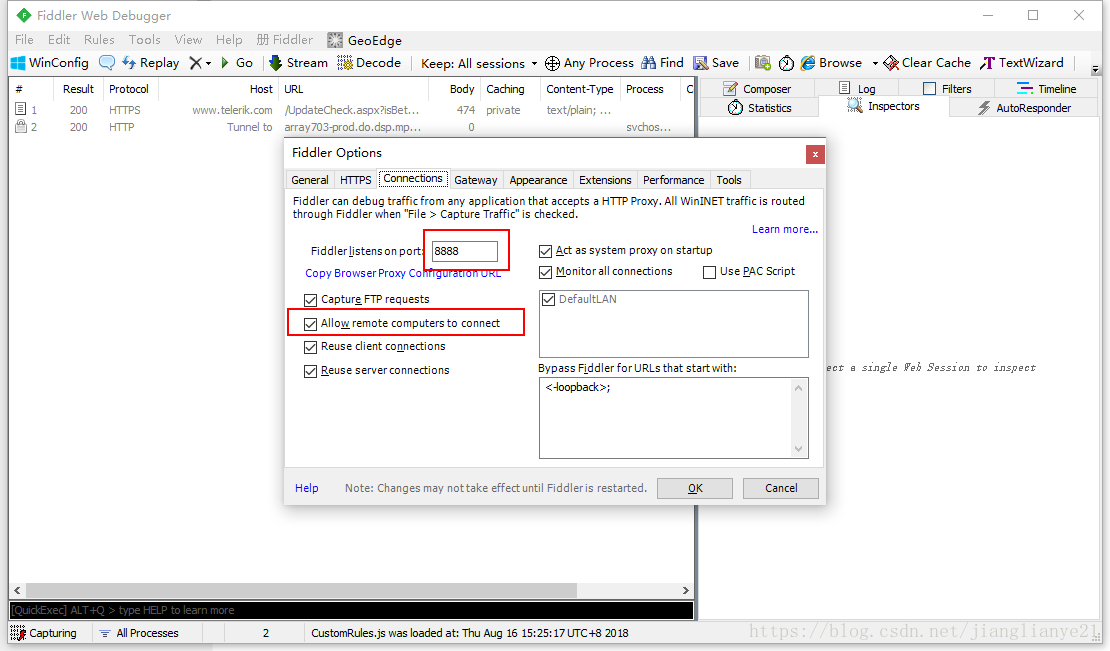 Fiddler Web Debugger
File Edit Rules Tools View Help 册 Fiddler GeoEdge
WinConfig Replay Go Stream Decode Keep: All sessions Any Process Find Save Browse Clear Cache TextWizard
# Result Protocol Host URL Body Caching Content-Type Process C
1 200 HTTPS www.telerik.com /UpdateCheck.aspx?isBet... 474 private text/plain; ...
2 200 HTTP Tunnel to array703-prod.do.dsp.mp... 0 svchos...
Composer Log Filters Timeline
Statistics Inspectors AutoResponder
Fiddler Options
x
General HTTPS Connections Gateway Appearance Extensions Performance Tools
Fiddler can debug traffic from any application that accepts a HTTP Proxy. All WinINET traffic is routed
through Fiddler when "File > Capture Traffic" is checked.
Learn more...
Fiddler listens on port: 8888
Copy Browser Proxy Configuration URL
Capture FTP requests
Allow remote computers to connect
Reuse client connections
Reuse server connections
Act as system proxy on startup
Monitor all connections Use PAC Script
DefaultLAN
Bypass Fiddler for URLs that start with:
<-loopback>;
Help Note: Changes may not take effect until Fiddler is restarted. OK Cancel
a single Web Session to inspect
[QuickExec] ALT+Q > type HELP to learn more
Capturing All Processes 2 CustomRules.js was loaded at: Thu Aug 16 15:25:17 UTC+8 2018
https://blog.csdn.net/jianglianye21